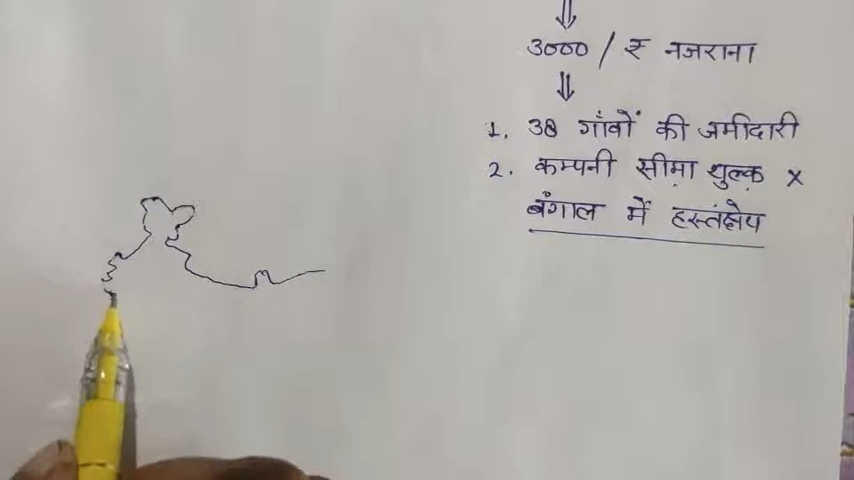 ⇓
3000 / ₹ नजराना
⇓
1. 38 गाँवों की जमीदारी
2. कम्पनी सीमा शुल्क ×
बंगाल में हस्तक्षेप